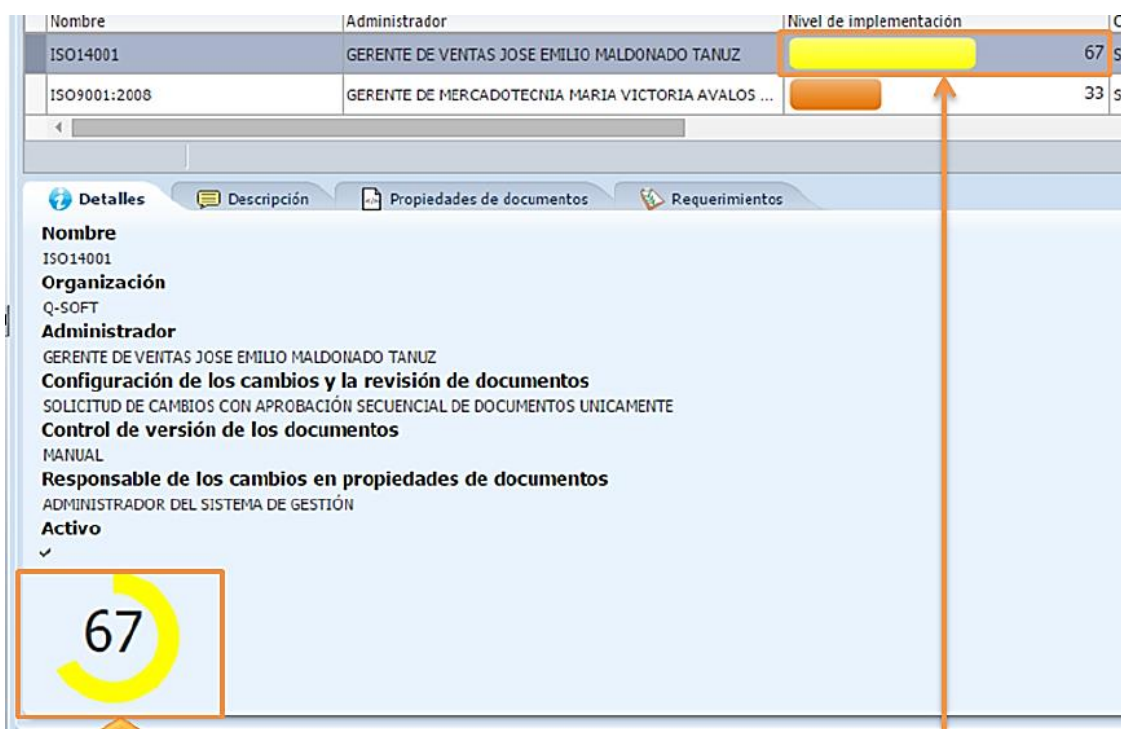 Nombre Administrador Nivel de implementación
ISO14001 GERENTE DE VENTAS JOSE EMILIO MALDONADO TANUZ 67
ISO9001:2008 GERENTE DE MERCADOTECNIA MARIA VICTORIA AVALOS ... 33
Detalles Descripción Propiedades de documentos Requerimientos
Nombre
ISO14001
Organización
Q-SOFT
Administrador
GERENTE DE VENTAS JOSE EMILIO MALDONADO TANUZ
Configuración de los cambios y la revisión de documentos
SOLICITUD DE CAMBIOS CON APROBACIÓN SECUENCIAL DE DOCUMENTOS UNICAMENTE
Control de versión de los documentos
MANUAL
Responsable de los cambios en propiedades de documentos
ADMINISTRADOR DEL SISTEMA DE GESTIÓN
Activo
67